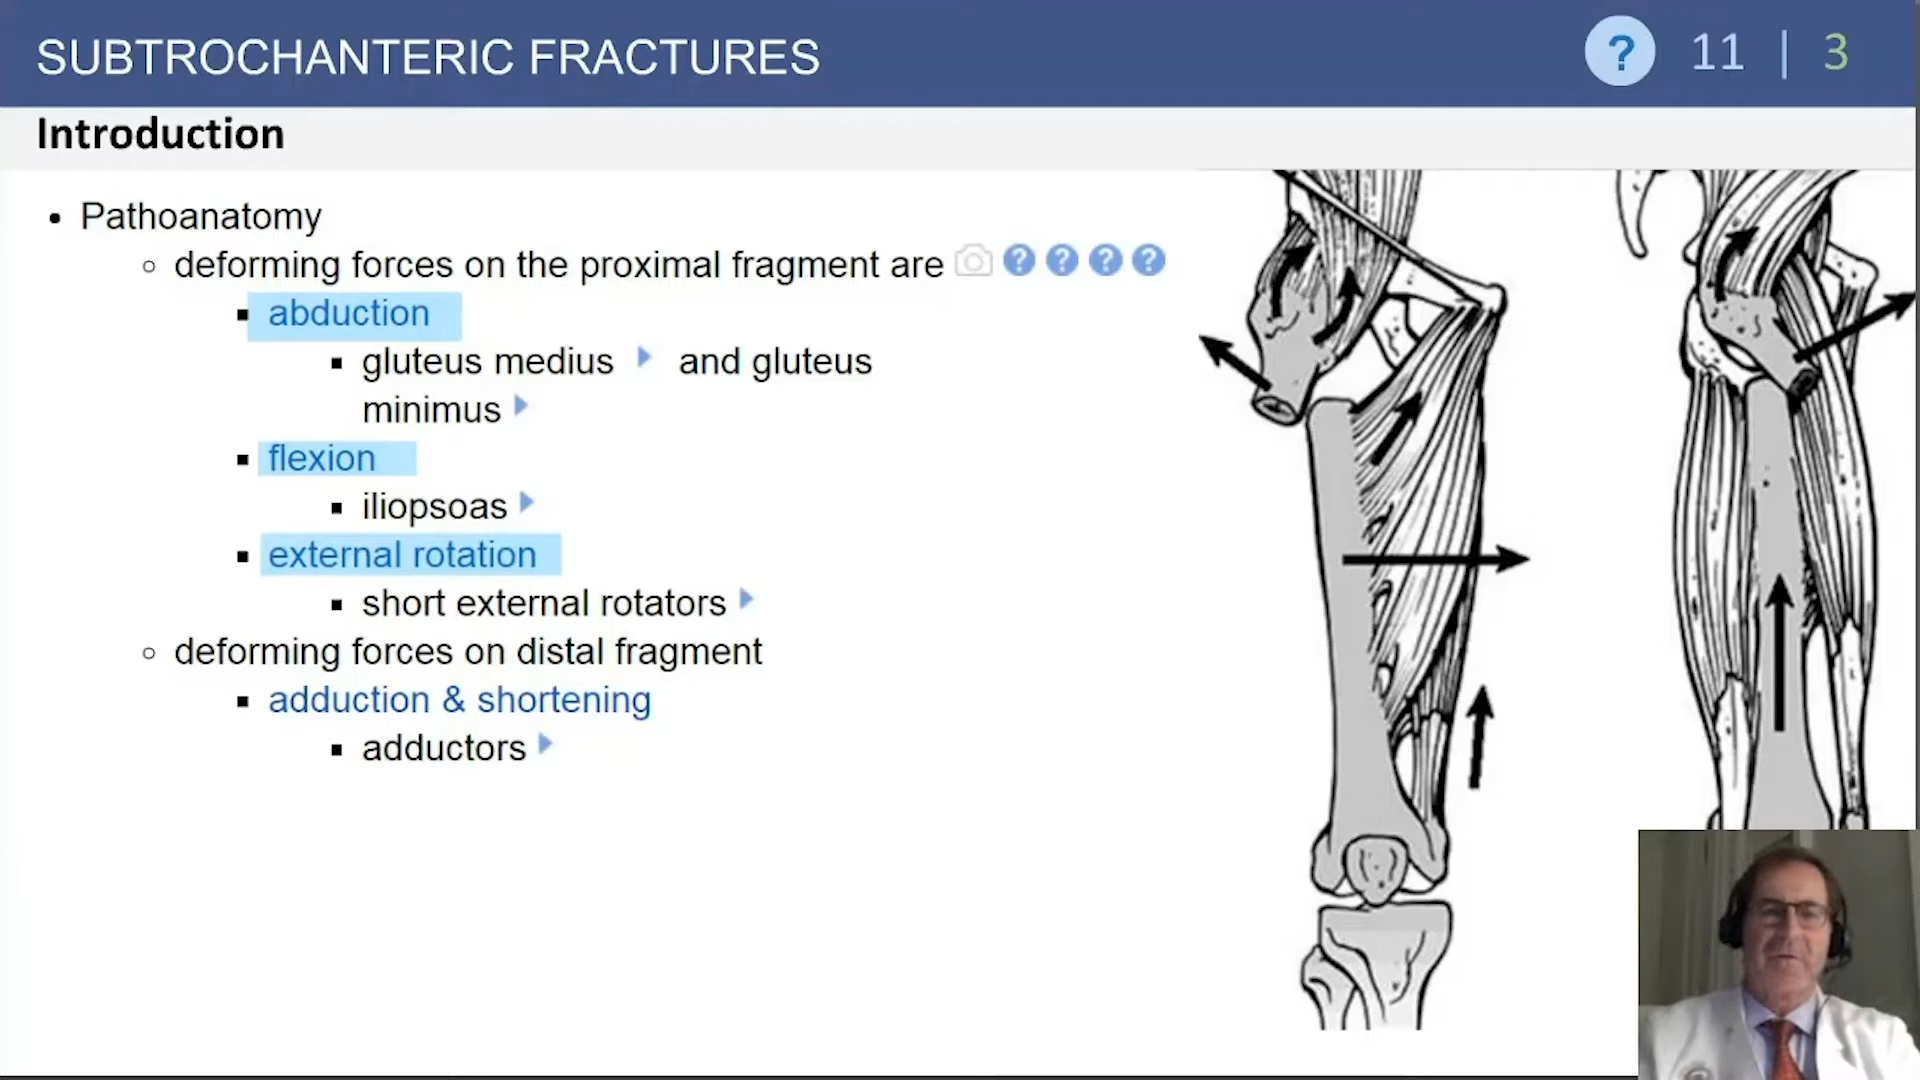 SUBTROCHANTERIC FRACTURES
? 11 | 3
Introduction
• Pathoanatomy
○ deforming forces on the proximal fragment are ? ? ? ?
▪ abduction
▪ gluteus medius and gluteus
minimus
▪ flexion
▪ iliopsoas
▪ external rotation
▪ short external rotators
○ deforming forces on distal fragment
▪ adduction & shortening
▪ adductors